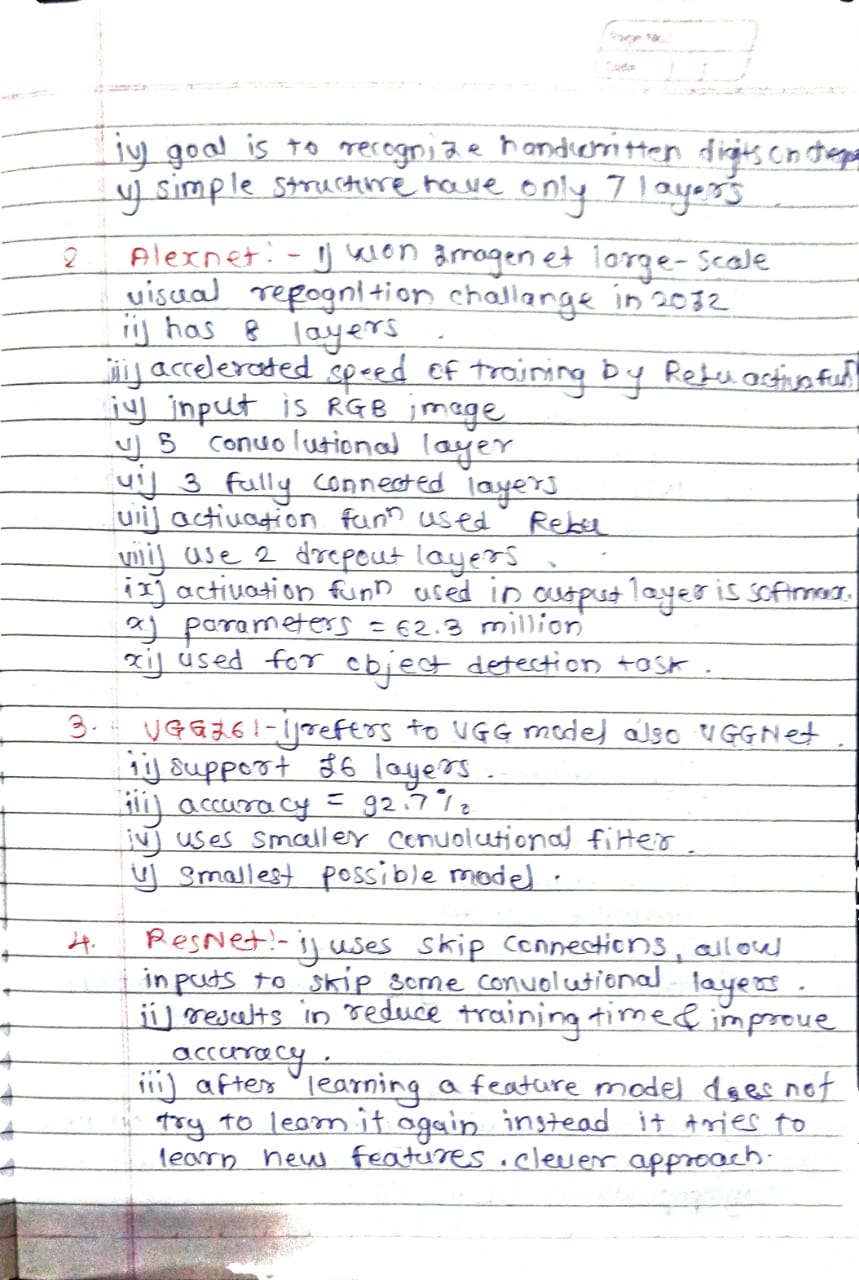 Page No.
Date
iv) goal is to recognize handwritten digits on cheque
v) simple structure have only 7 layers
2 Alexnet :- i) won imagenet large-scale
visual repognition challange in 2012
ii) has 8 layers.
iii) accelerated speed of training by Relu activa fun
iv) input is RGB image
v) 5 convolutional layer
vi) 3 fully connected layers
vii) activation funn used Relu
viii) use 2 dropout layers.
ix) activation funn used in output layer is softmax.
x) parameters = 62.3 million
xi) used for object detection task.
3. VGG16 :- i) refers to VGG model also VGGNet.
ii) support 16 layers.
iii) accuracy = 92.7%
iv) uses smaller convolutional filter.
v) smallest possible model.
4. ResNet :- i) uses skip connections, allow
inputs to skip some convolutional layers.
ii) results in reduce training time & improve
accuracy.
iii) after learning a feature model does not
try to learn it again instead it tries to
learn new features. clever approach.